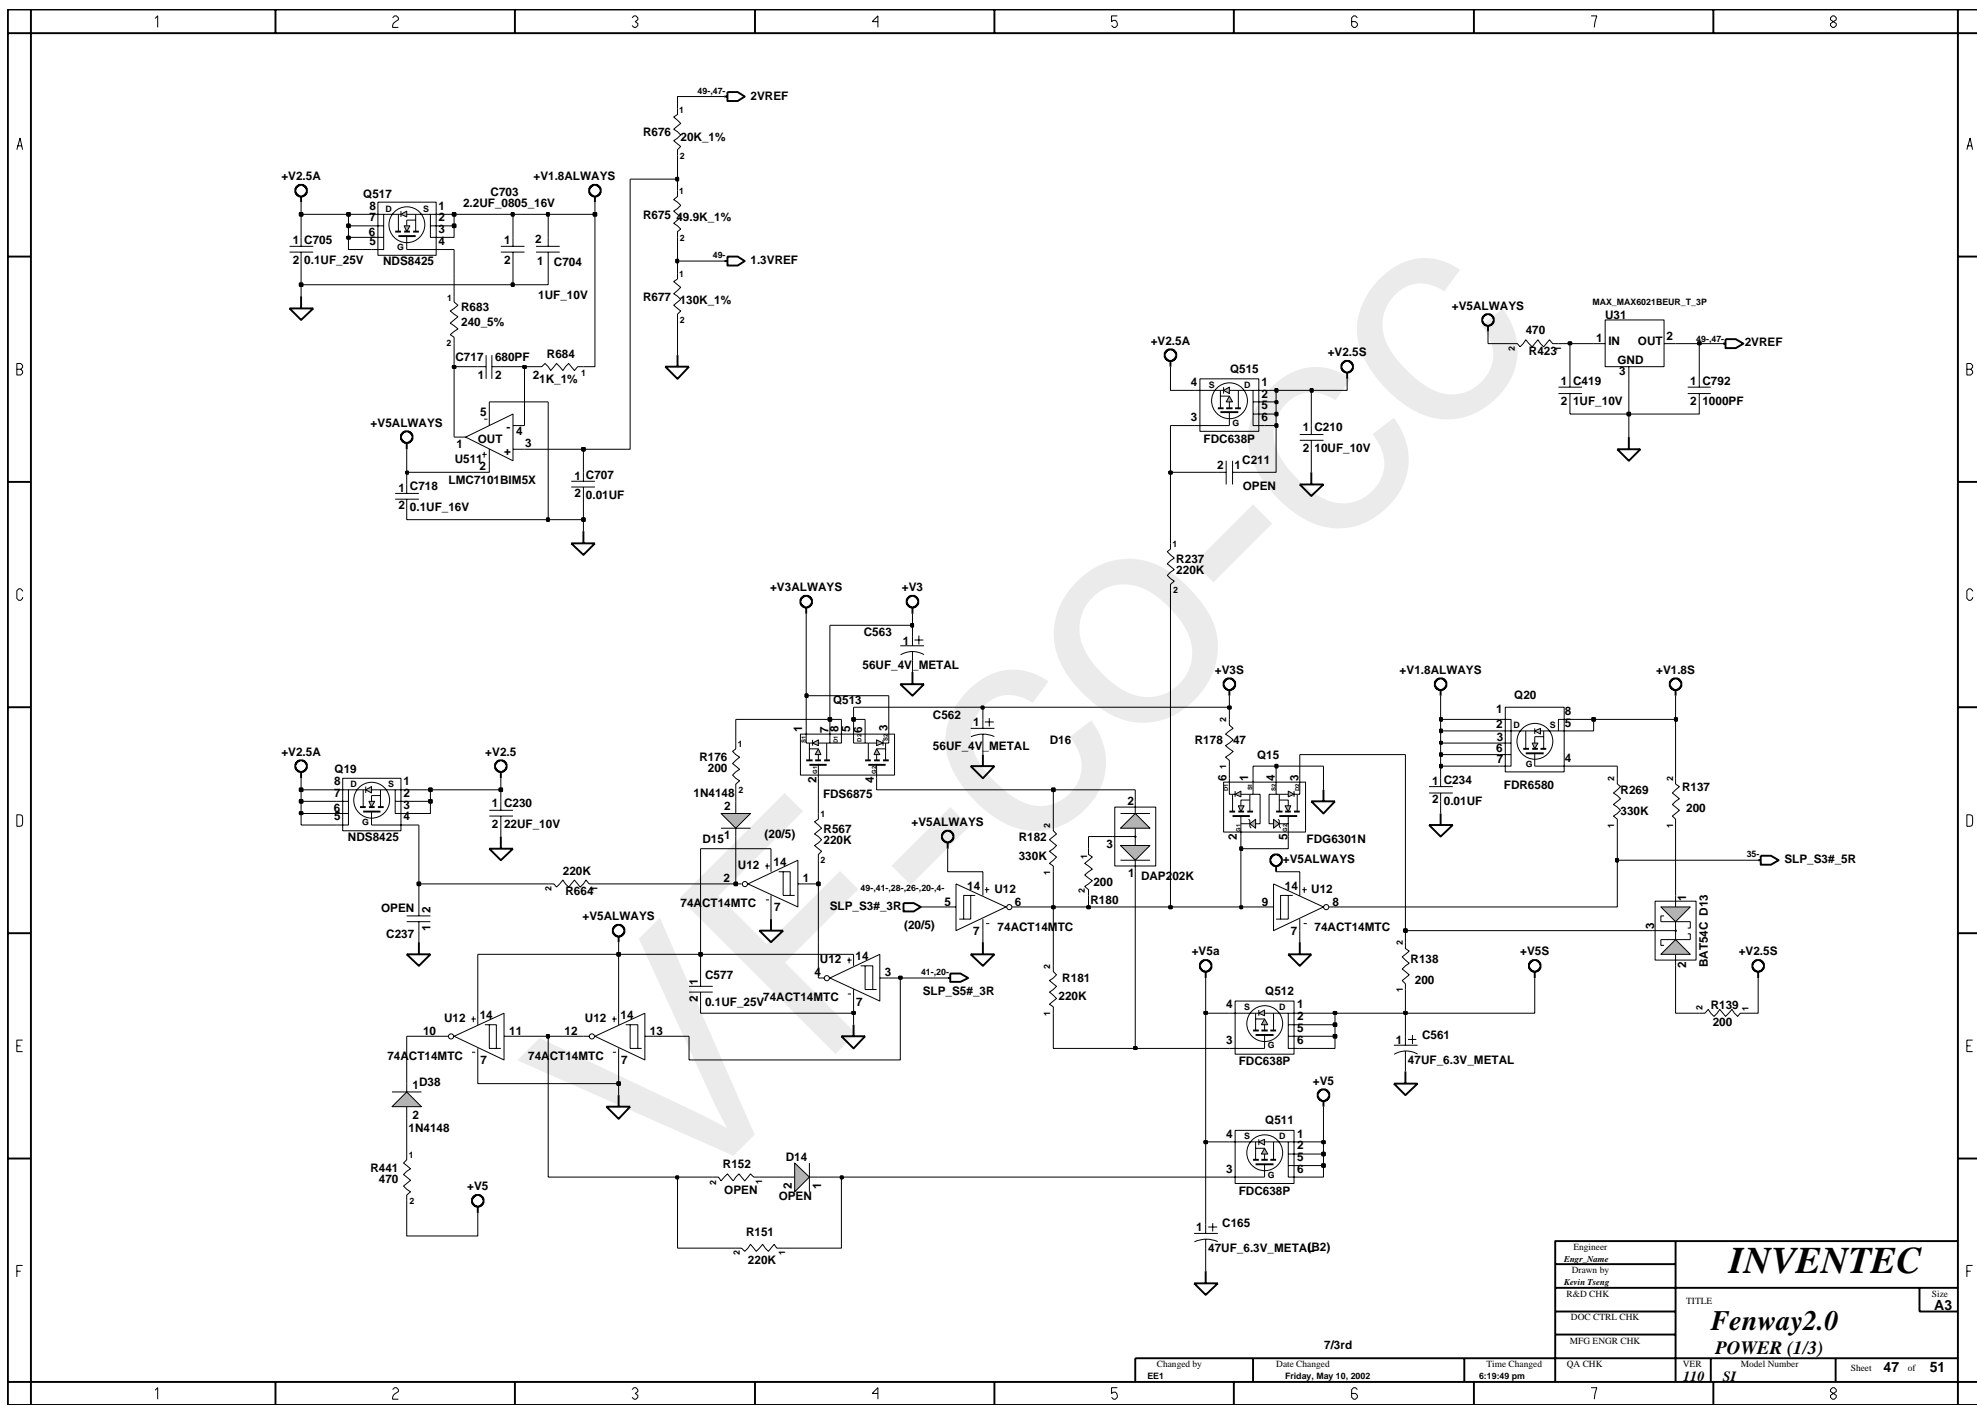 1 2 3 4 5 6 7 8
A A
B B
C C
D D
E E
F F
49-,47- 2VREF
R676 20K_1%
R675 49.9K_1%
49- 1.3VREF
R677 130K_1%
+V2.5A
Q517
+V1.8ALWAYS
C703
2.2UF_0805_16V
C705
0.1UF_25V
NDS8425
C704
1UF_10V
R683
240_5%
C717 680PF
R684
1K_1%
+V5ALWAYS
OUT
U511
LMC7101BIM5X
C718
0.1UF_16V
C707
0.01UF
+V2.5A
Q515
+V2.5S
FDC638P
C210
10UF_10V
C211
OPEN
R237
220K
+V5ALWAYS
MAX_MAX6021BEUR_T_3P
U31
470
R423
IN OUT
GND
49-,47- 2VREF
C419
1UF_10V
C792
1000PF
+V3ALWAYS
+V3
C563
56UF_4V_METAL
Q513
C562
56UF_4V_METAL
FDS6875
R176
200
1N4148
D15
(20/5)
R567
220K
U12
74ACT14MTC
+V2.5A
Q19
+V2.5
NDS8425
C230
22UF_10V
220K
R664
OPEN
C237
+V5ALWAYS
+V5ALWAYS
49-,41-,28-,26-,20-,4-
SLP_S3#_3R
(20/5)
U12
74ACT14MTC
R182
330K
D16
200
R180
DAP202K
R181
220K
+V3S
R178 47
Q15
FDG6301N
+V5ALWAYS
U12
74ACT14MTC
+V1.8ALWAYS
Q20
+V1.8S
C234
0.01UF
FDR6580
R269
330K
R137
200
35- SLP_S3#_5R
BAT54C D13
+V2.5S
R139
200
R138
200
+V5a
+V5S
Q512
FDC638P
C561
47UF_6.3V_METAL
+V5
Q511
FDC638P
C165
47UF_6.3V_METAL(B2)
C577
0.1UF_25V
U12
74ACT14MTC
41-,20-
SLP_S5#_3R
U12
74ACT14MTC
U12
74ACT14MTC
D38
1N4148
R441
470
+V5
R152
OPEN
D14
OPEN
R151
220K
VF-CO-CC
7/3rd
Changed by
EE1
Date Changed
Friday, May 10, 2002
Time Changed
6:19:49 pm
Engineer
Engr_Name
Drawn by
Kevin Tseng
R&D CHK
DOC CTRL CHK
MFG ENGR CHK
QA CHK
INVENTEC
TITLE
Fenway2.0
POWER (1/3)
Size
A3
VER
110
Model Number
SI
Sheet 47 of 51
1 2 3 4 5 6 7 8